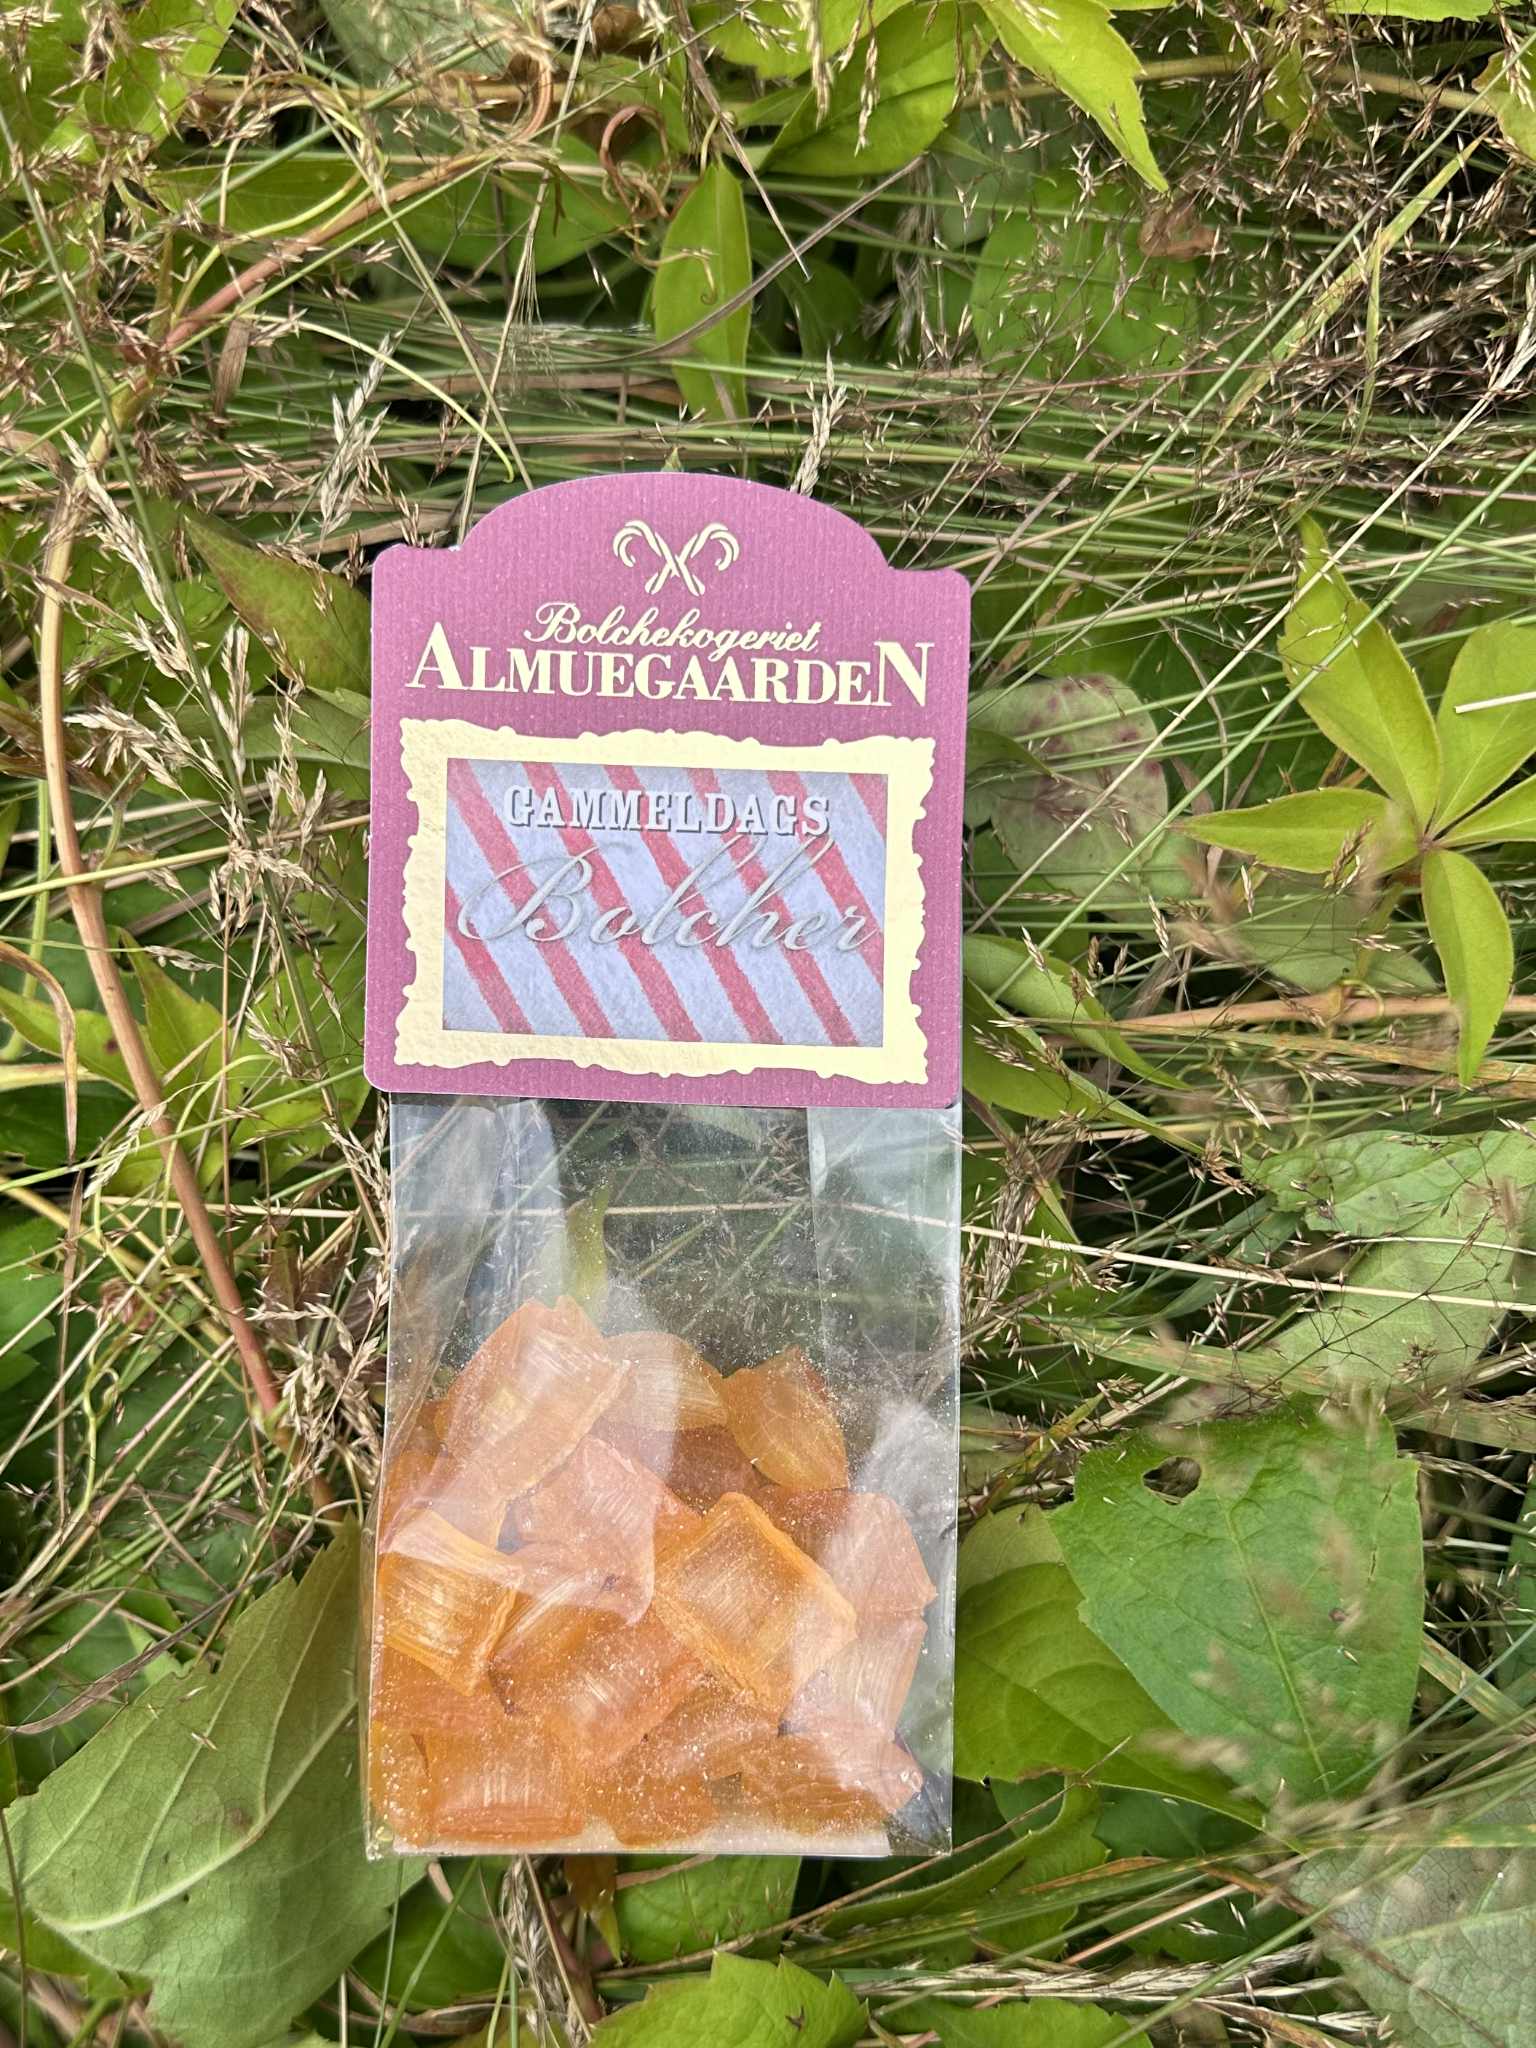 Bolchekogeriet
ALMUEGAARDEN
GAMMELDAGS
Bolcher